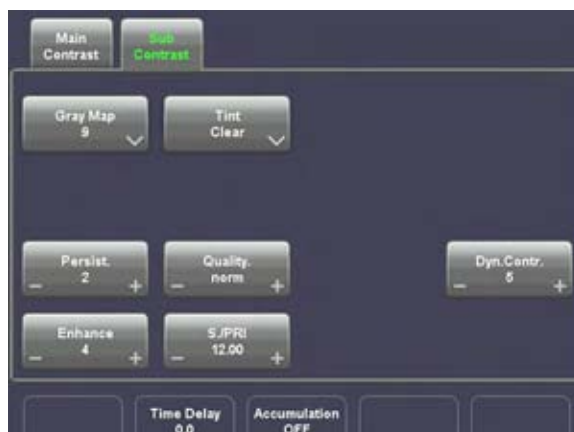 Main
Contrast
Sub
Contrast
Gray Map
9
Tint
Clear
Persist.
2
Quality.
norm
Dyn.Contr.
5
Enhance
4
S./PRI
12.00
Time Delay
0.0
Accumulation
OFF